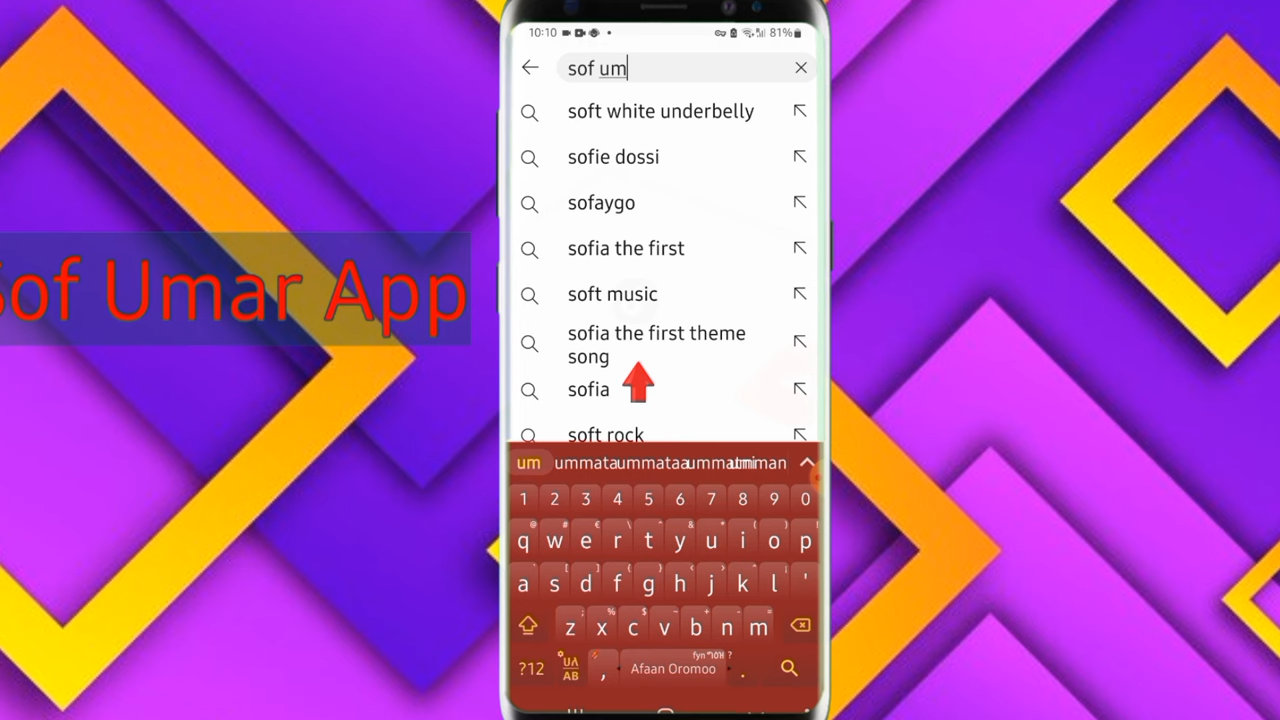 10:10
81%
sof um
soft white underbelly
sofie dossi
sofaygo
sofia the first
soft music
sofia the first theme
song
sofia
soft rock
Sof Umar App
um ummata ummataa ummatni
1 2 3 4 5 6 7 8 9 0
@ # € \ ^ & * ( ) !
q w e r t y u i o p
a s d f g h j k l '
; % $ ~ + - =
z x c v b n m
?12 , Afaan Oromoo .